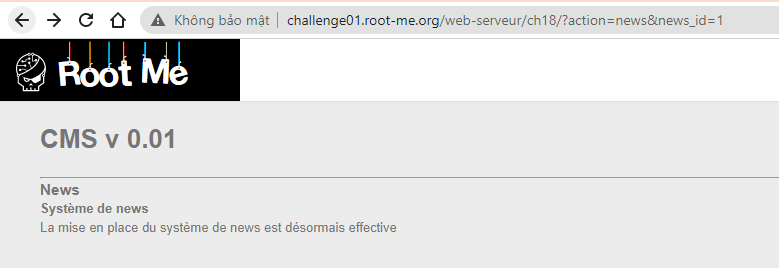 Không bảo mật challenge01.root-me.org/web-serveur/ch18/?action=news&news_id=1
Root Me
CMS v 0.01
News
Système de news
La mise en place du système de news est désormais effective